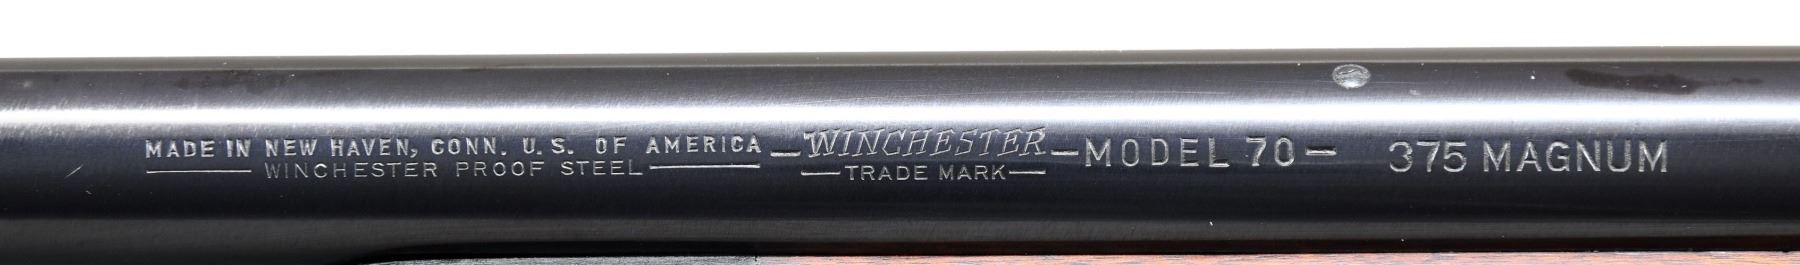 MADE IN NEW HAVEN, CONN. U.S. OF AMERICA
WINCHESTER PROOF STEEL
—WINCHESTER—MODEL 70—
TRADE MARK
375 MAGNUM